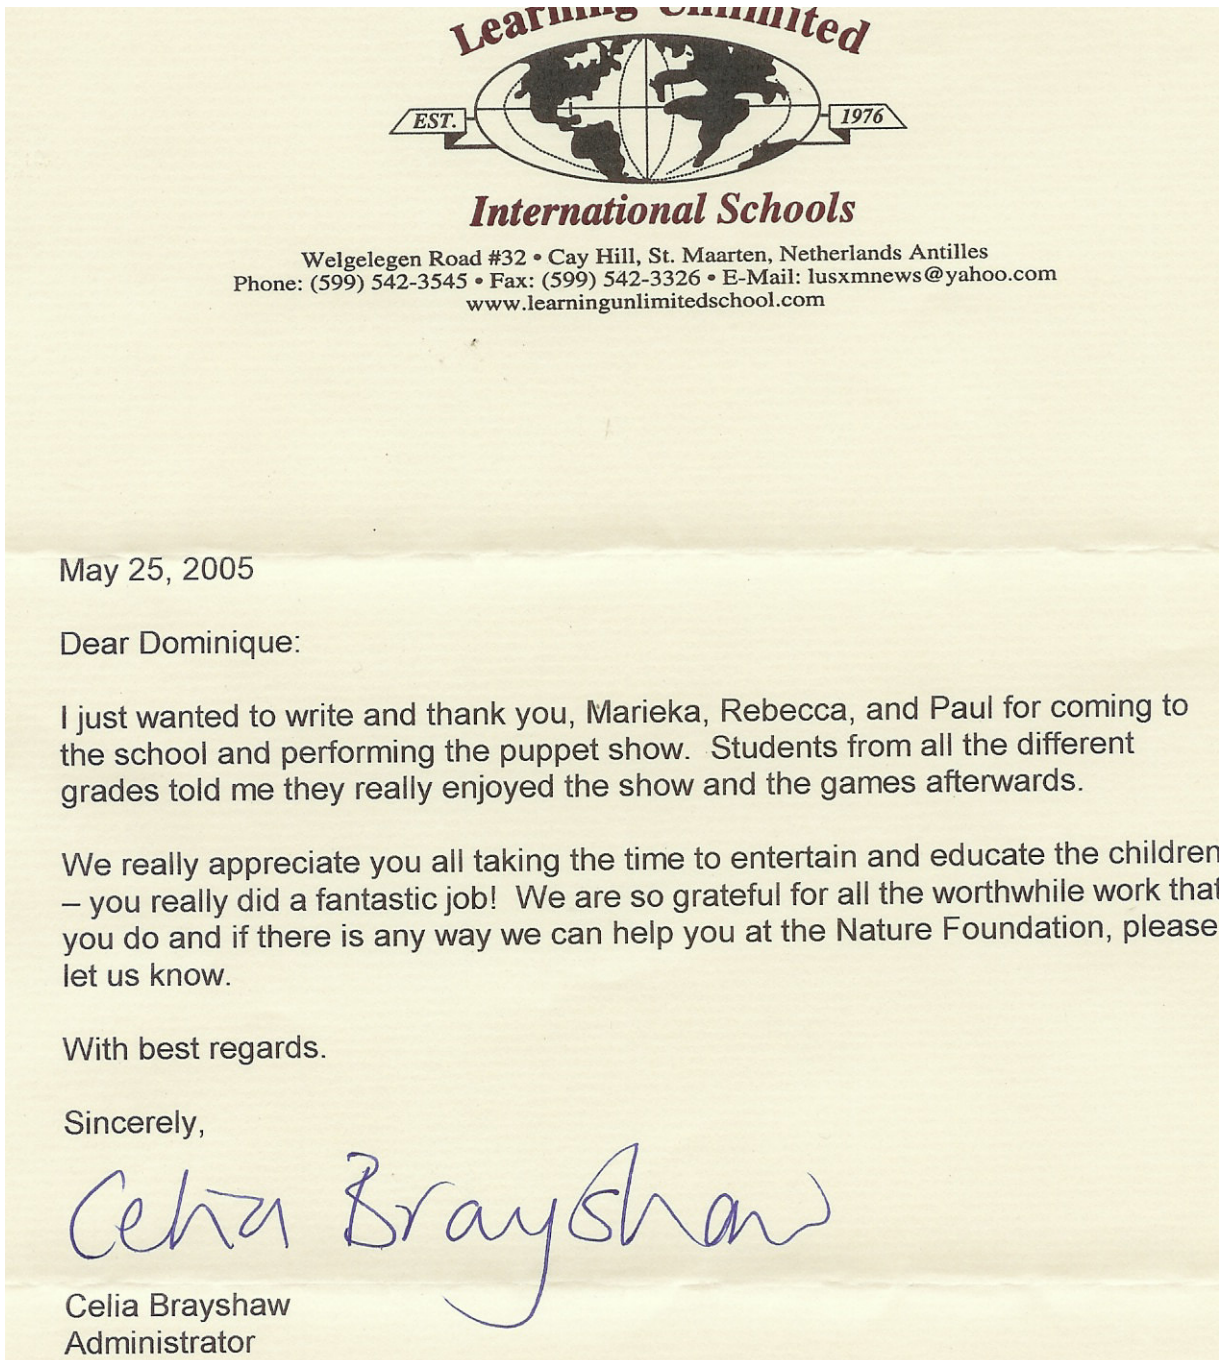 Learning Unlimited
EST.
1976
International Schools
Welgelegen Road #32 • Cay Hill, St. Maarten, Netherlands Antilles
Phone: (599) 542-3545 • Fax: (599) 542-3326 • E-Mail: lusxmnews@yahoo.com
www.learningunlimitedschool.com
May 25, 2005
Dear Dominique:
I just wanted to write and thank you, Marieka, Rebecca, and Paul for coming to
the school and performing the puppet show.  Students from all the different
grades told me they really enjoyed the show and the games afterwards.
We really appreciate you all taking the time to entertain and educate the children
– you really did a fantastic job!  We are so grateful for all the worthwhile work that
you do and if there is any way we can help you at the Nature Foundation, please
let us know.
With best regards.
Sincerely,
Celia Brayshaw
Celia Brayshaw
Administrator